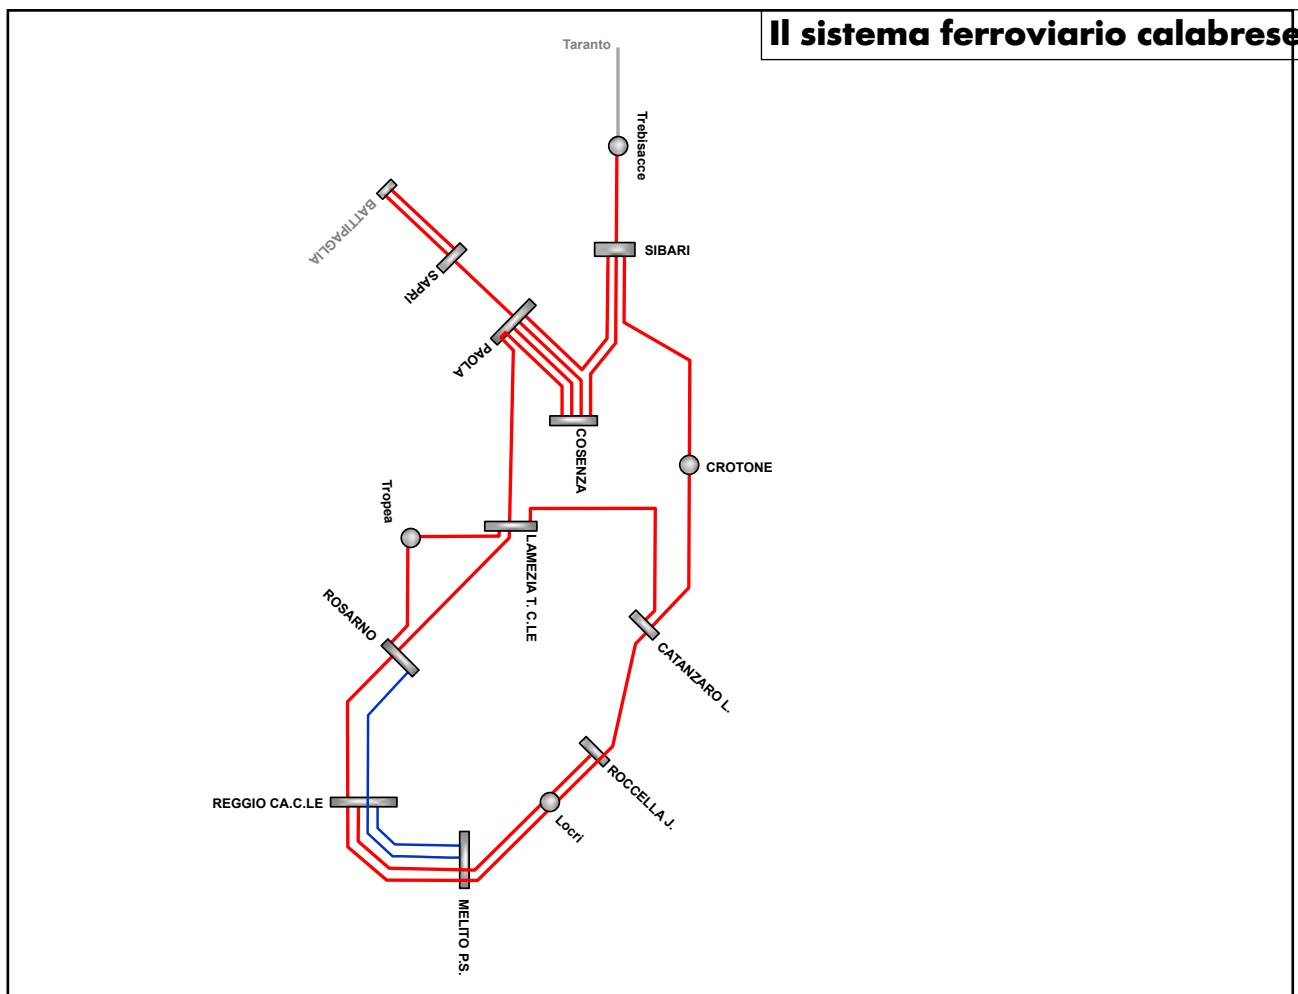 Il sistema ferroviario calabrese
Taranto
Trebisacce
BATTIPAGLIA
SIBARI
SAPRI
PAOLA
COSENZA
CROTONE
Tropea
LAMEZIA T. C.LE
ROSARNO
CATANZARO L.
ROCCELLA J.
REGGIO CA.C.LE
Locri
MELITO P.S.